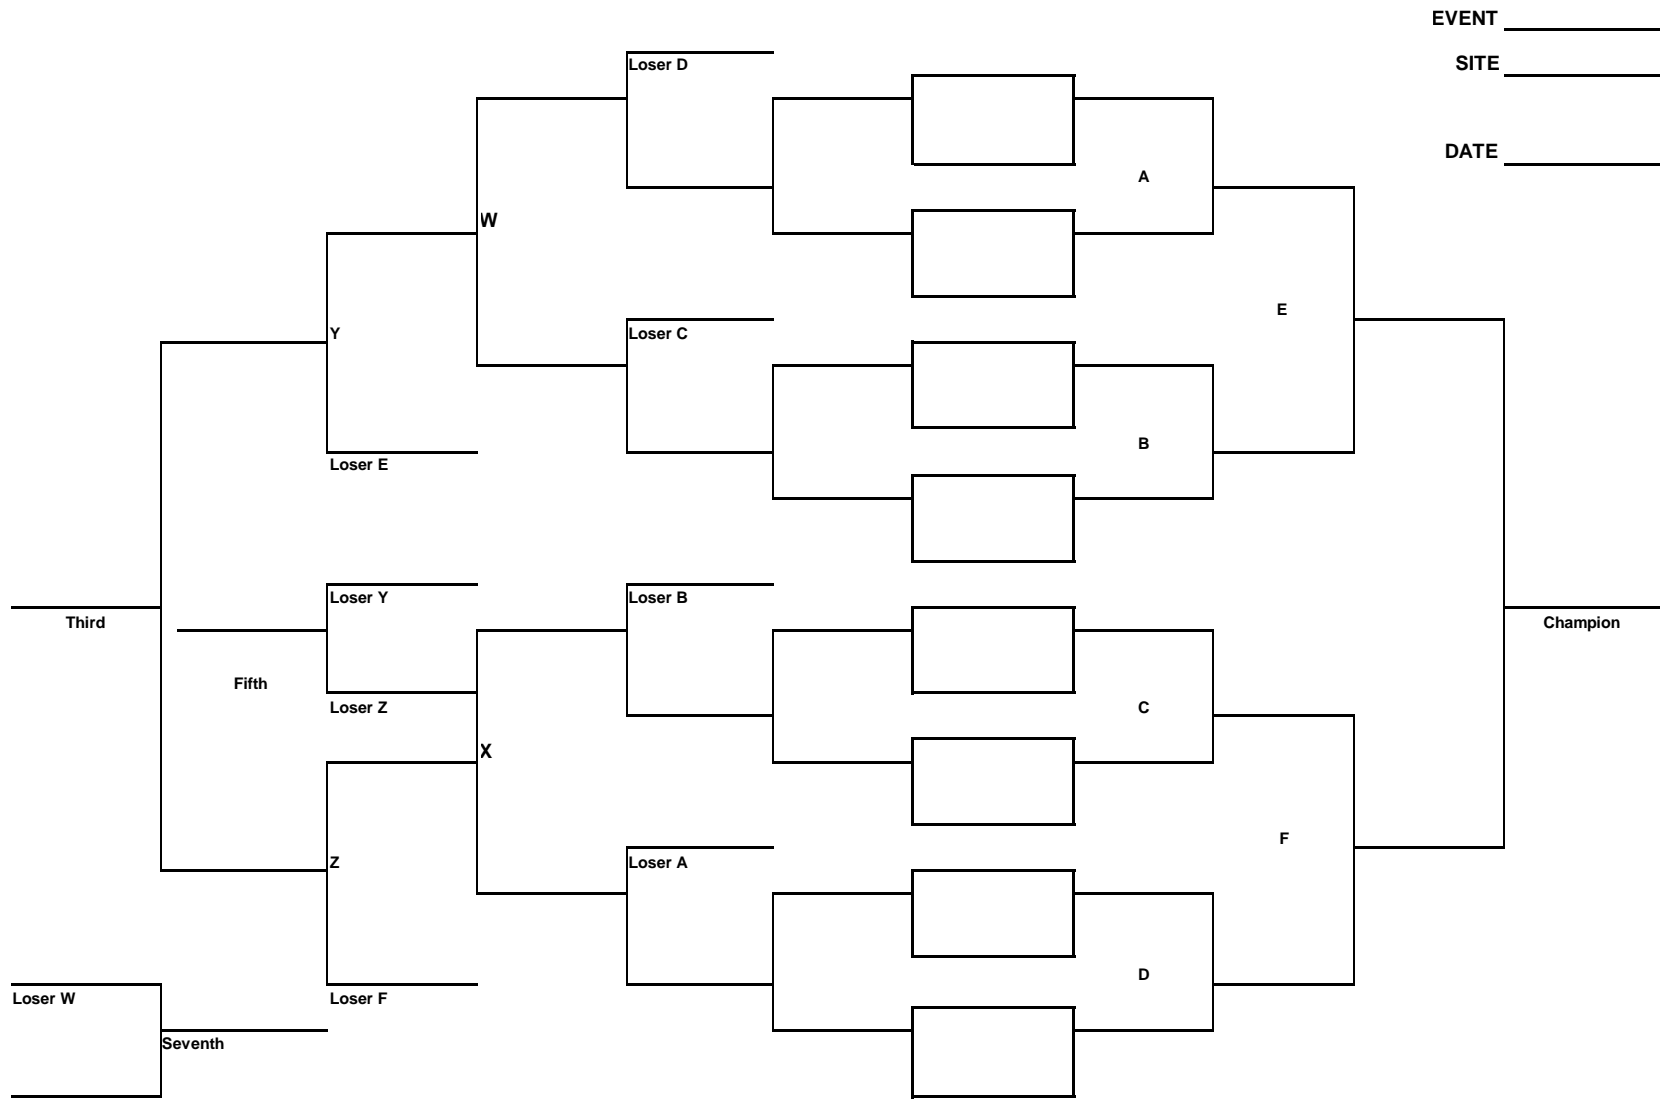 EVENT
SITE
DATE
Loser D
A
W
E
Loser C
Y
B
Loser E
Loser Y
Loser B
Third
Champion
Fifth
Loser Z
C
X
F
Z
Loser A
D
Loser W
Loser F
Seventh